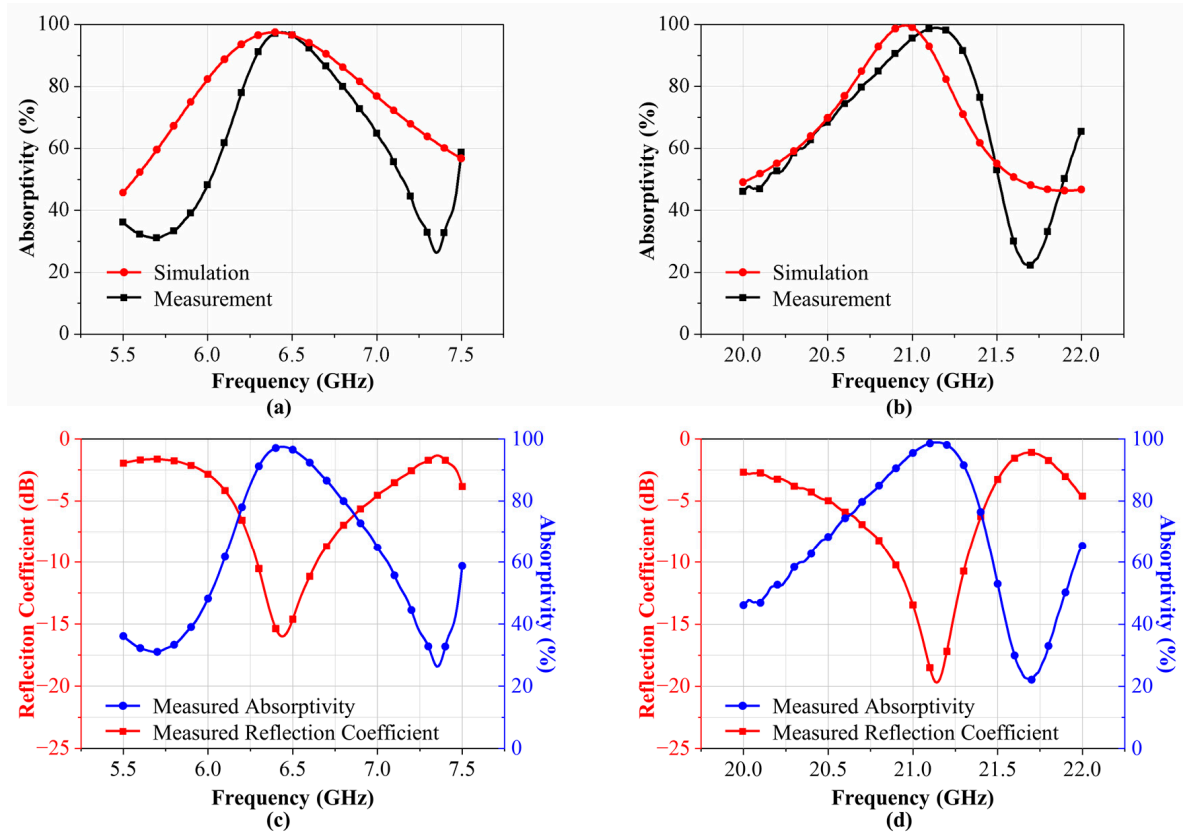 100
80
60
40
20
0
Absorptivity (%)
Simulation
Measurement
5.5 6.0 6.5 7.0 7.5
Frequency (GHz)
(a)
100
80
60
40
20
0
Absorptivity (%)
Simulation
Measurement
20.0 20.5 21.0 21.5 22.0
Frequency (GHz)
(b)
0
−5
−10
−15
−20
−25
Refleciton Coefficient (dB)
100
80
60
40
20
0
Absorptivity (%)
Measured Absorptivity
Measured Reflection Coefficient
5.5 6.0 6.5 7.0 7.5
Frequency (GHz)
(c)
0
−5
−10
−15
−20
−25
Reflection Coefficient (dB)
100
80
60
40
20
0
Absorptivity (%)
Measured Absorptivity
Measured Reflection Coefficient
20.0 20.5 21.0 21.5 22.0
Frequency (GHz)
(d)